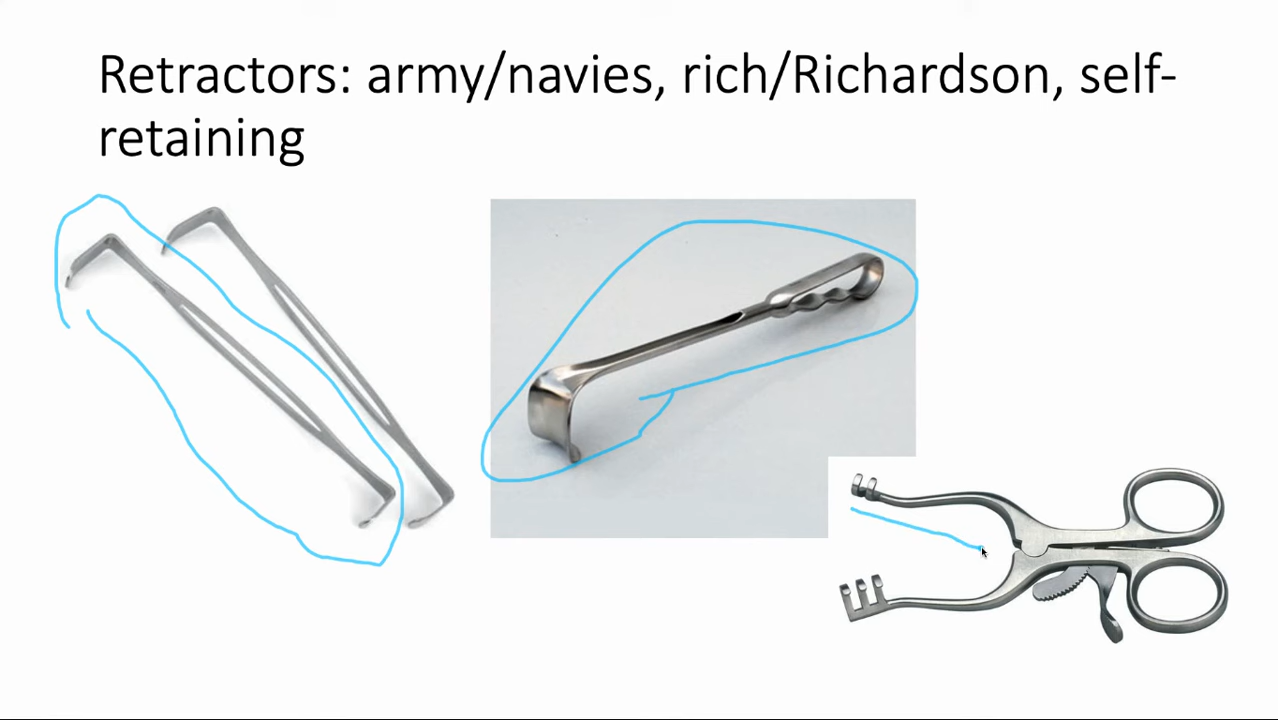 Retractors: army/navies, rich/Richardson, self-
retaining